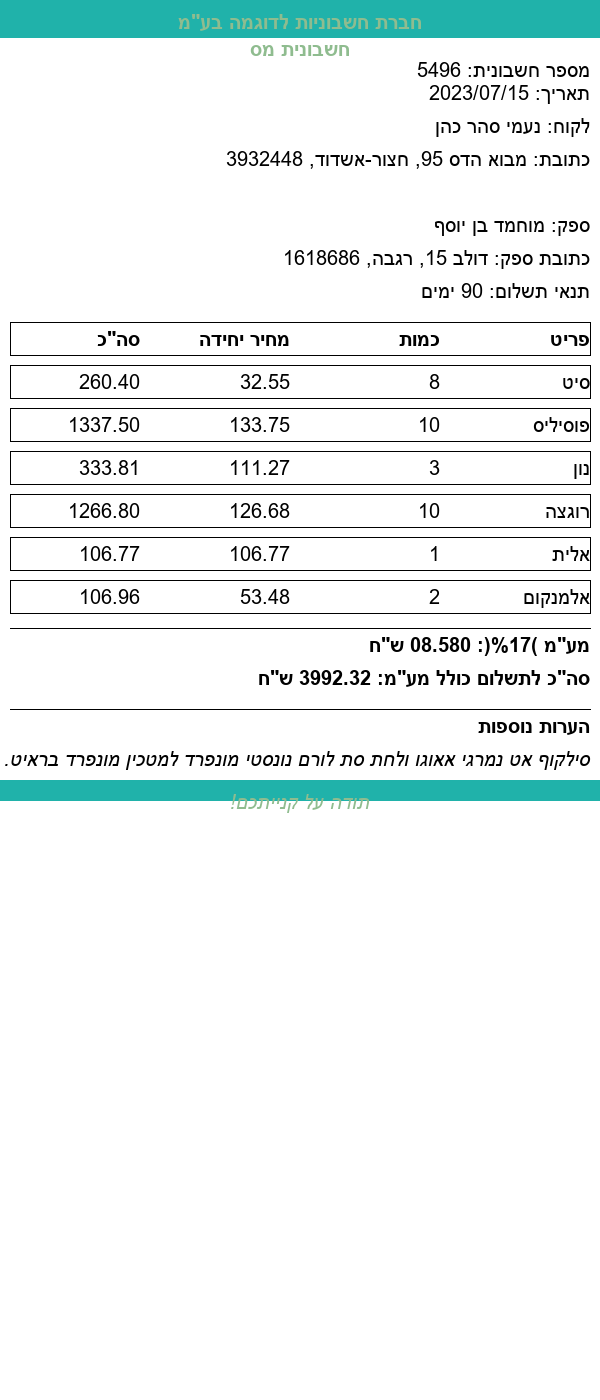 חברת חשבוניות לדוגמה בע"מ
חשבונית מס
מספר חשבונית: 5496
תאריך: 2023/07/15
לקוח: נעמי סהר כהן
כתובת: מבוא הדס 95, חצור-אשדוד, 3932448
ספק: מוחמד בן יוסף
כתובת ספק: דולב 15, רגבה, 1618686
תנאי תשלום: 90 ימים
פריט כמות מחיר יחידה סה"כ
סיט 8 32.55 260.40
פוסיליס 10 133.75 1337.50
נון 3 111.27 333.81
רוגצה 10 126.68 1266.80
אלית 1 106.77 106.77
אלמנקום 2 53.48 106.96
מע"מ )17%(: 08.580 ש"ח
סה"כ לתשלום כולל מע"מ: 3992.32 ש"ח
הערות נוספות
סילקוף אט נמרגי אאוגו ולחת סת לורם נונסטי מונפרד למטכין מונפרד בראיט.
תודה על קנייתכם!